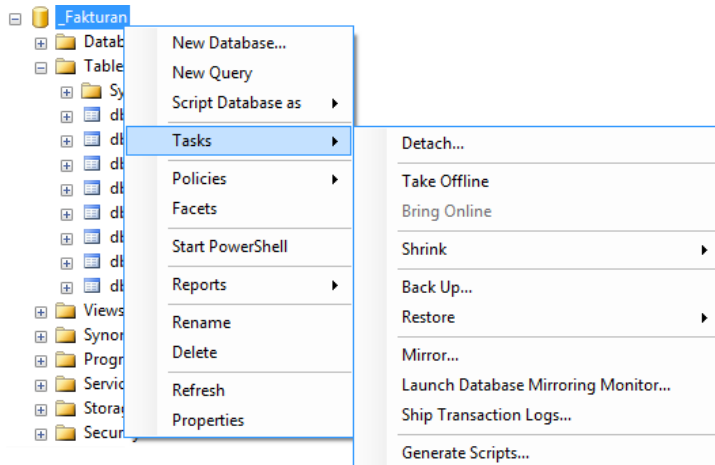 _Fakturan
Datab
Table
Sy
db
db
db
db
db
db
db
db
Views
Synor
Progr
Servic
Storag
Security
New Database...
New Query
Script Database as
Tasks
Policies
Facets
Start PowerShell
Reports
Rename
Delete
Refresh
Properties
Detach...
Take Offline
Bring Online
Shrink
Back Up...
Restore
Mirror...
Launch Database Mirroring Monitor...
Ship Transaction Logs...
Generate Scripts...